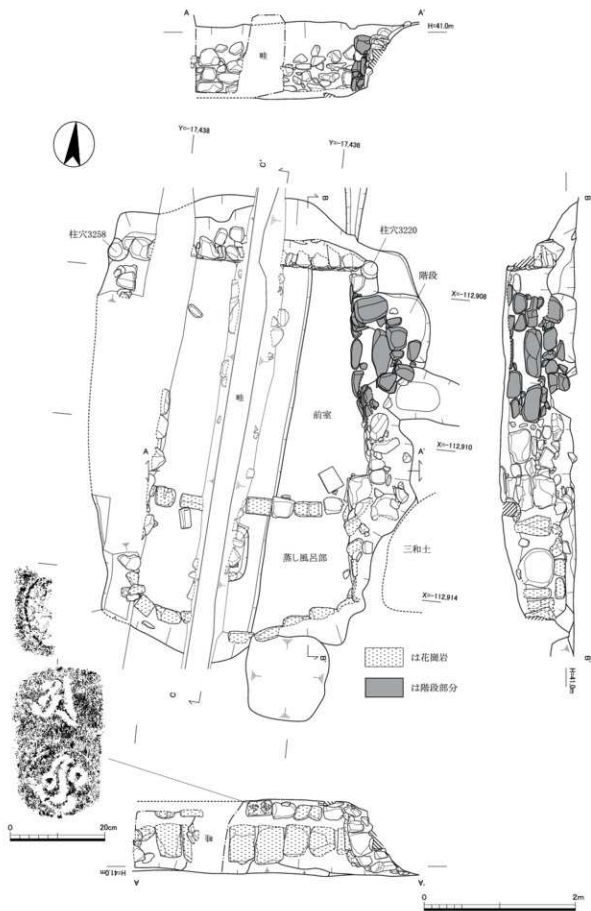 A
A'
H=41.0m
畦
Y=-17,438
Y=-17,436
C'
B
B
柱穴3258
柱穴3220
階段
X=-112,908
畦
前室
A
A'
X=-112,910
蒸し風呂部
三和土
X=-112,914
は花崗岩
は階段部分
B'
B'
H=41.0m
C
0
20cm
畦
H=41.0m
A
A'
0
2m